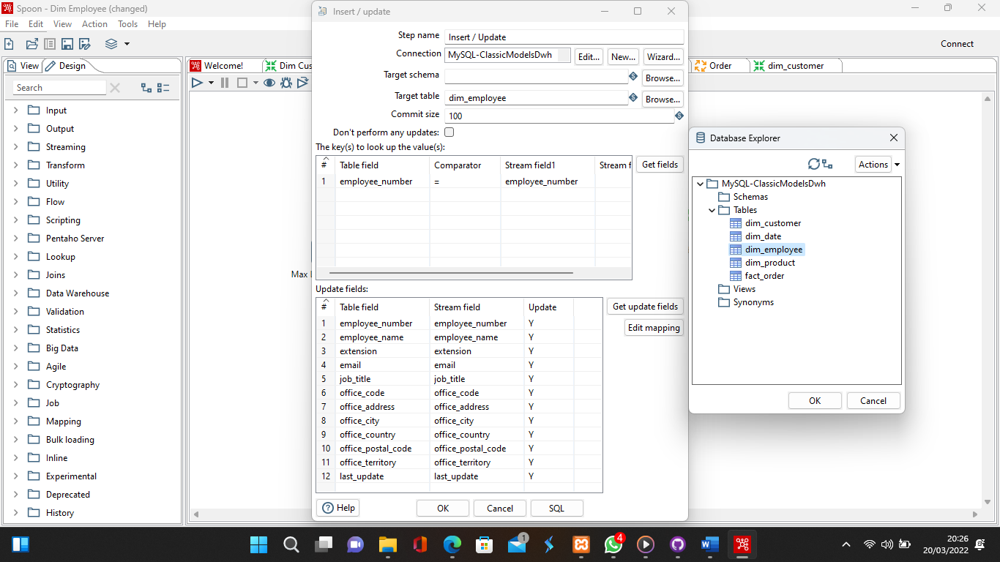 Spoon - Dim Employee (changed)
File Edit View Action Tools Help
Connect
View Design
Search
Input
Output
Streaming
Transform
Utility
Flow
Scripting
Pentaho Server
Lookup
Joins
Data Warehouse
Validation
Statistics
Big Data
Agile
Cryptography
Job
Mapping
Bulk loading
Inline
Experimental
Deprecated
History
Welcome! Dim Cus Order dim_customer
Max
Insert / update
Step name Insert / Update
Connection MySQL-ClassicModelsDwh Edit... New... Wizard...
Target schema Browse...
Target table dim_employee Browse...
Commit size 100
Don't perform any updates:
The key(s) to look up the value(s):
# Table field Comparator Stream field1 Stream f Get fields
1 employee_number = employee_number
Update fields:
# Table field Stream field Update Get update fields
Edit mapping
1 employee_number employee_number Y
2 employee_name employee_name Y
3 extension extension Y
4 email email Y
5 job_title job_title Y
6 office_code office_code Y
7 office_address office_address Y
8 office_city office_city Y
9 office_country office_country Y
10 office_postal_code office_postal_code Y
11 office_territory office_territory Y
12 last_update last_update Y
Help OK Cancel SQL
Database Explorer
Actions
MySQL-ClassicModelsDwh
Schemas
Tables
dim_customer
dim_date
dim_employee
dim_product
fact_order
Views
Synonyms
OK Cancel
1
4
20:26
20/03/2022